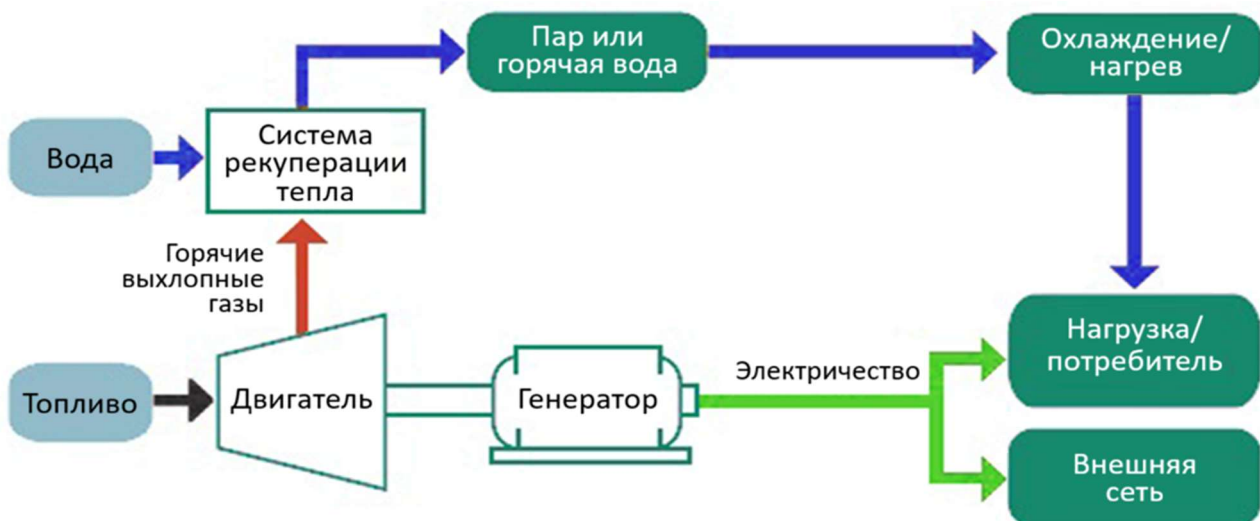 Пар или
горячая вода
Охлаждение/
нагрев
Вода
Система
рекуперации
тепла
Горячие
выхлопные
газы
Топливо
Двигатель
Генератор
Электричество
Нагрузка/
потребитель
Внешняя
сеть